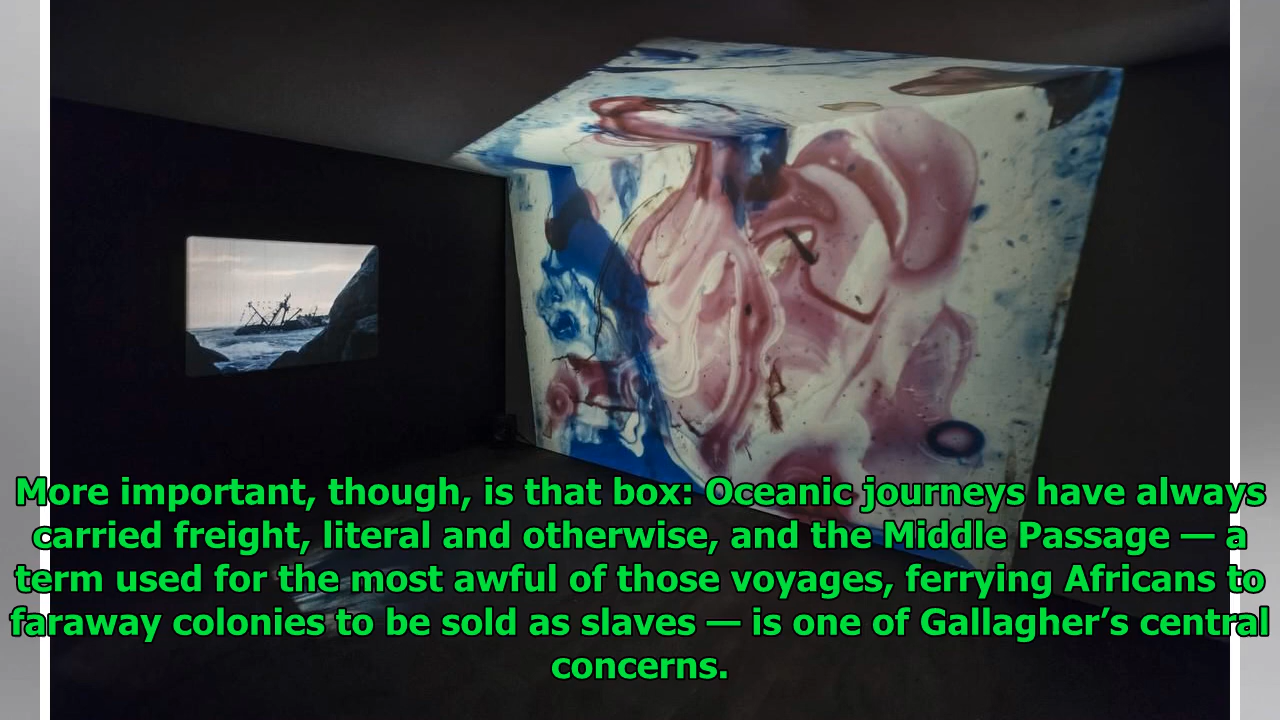 More important, though, is that box: Oceanic journeys have always
carried freight, literal and otherwise, and the Middle Passage — a
term used for the most awful of those voyages, ferrying Africans to
faraway colonies to be sold as slaves — is one of Gallagher’s central
concerns.